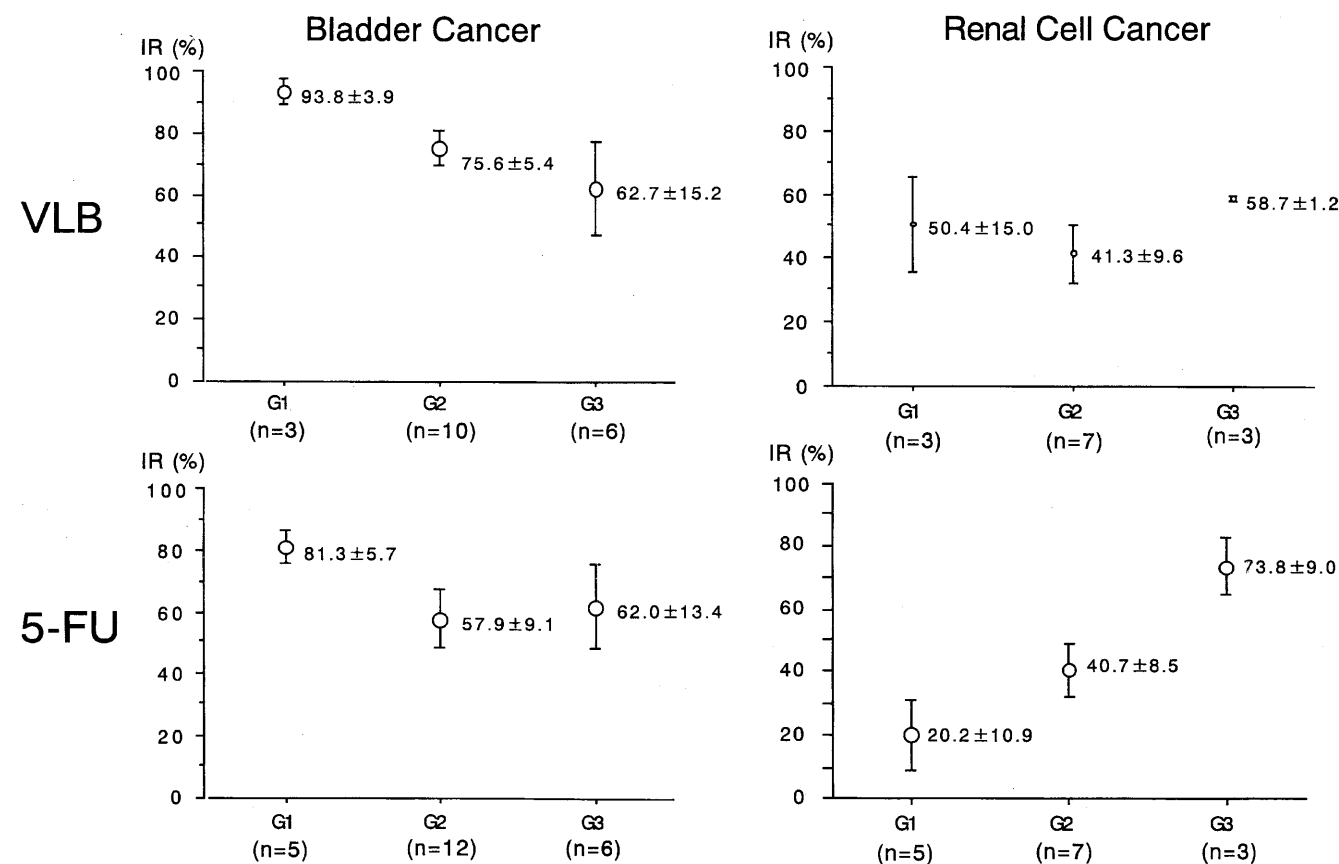 Bladder Cancer
Renal Cell Cancer
VLB
IR (%)
100
80
60
40
20
0
93.8±3.9
75.6±5.4
62.7±15.2
G1
G2
G3
(n=3)
(n=10)
(n=6)
IR (%)
100
80
60
40
20
0
50.4±15.0
41.3±9.6
58.7±1.2
G1
G2
G3
(n=3)
(n=7)
(n=3)
5-FU
IR (%)
100
80
60
40
20
0
81.3±5.7
57.9±9.1
62.0±13.4
G1
G2
G3
(n=5)
(n=12)
(n=6)
IR (%)
100
80
60
40
20
0
20.2±10.9
40.7±8.5
73.8±9.0
G1
G2
G3
(n=5)
(n=7)
(n=3)